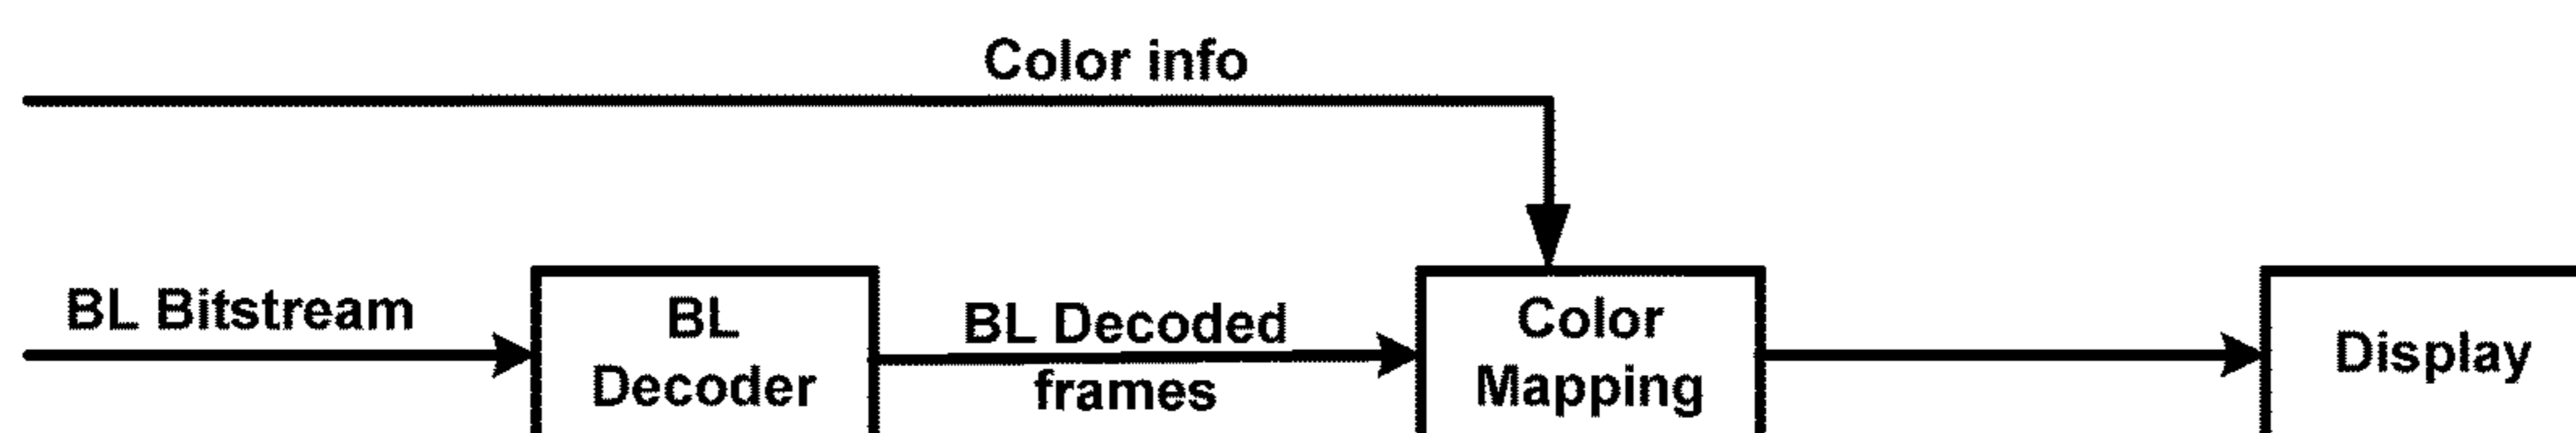 Color info
BL Bitstream
BL
Decoder
BL Decoded
frames
Color
Mapping
Display